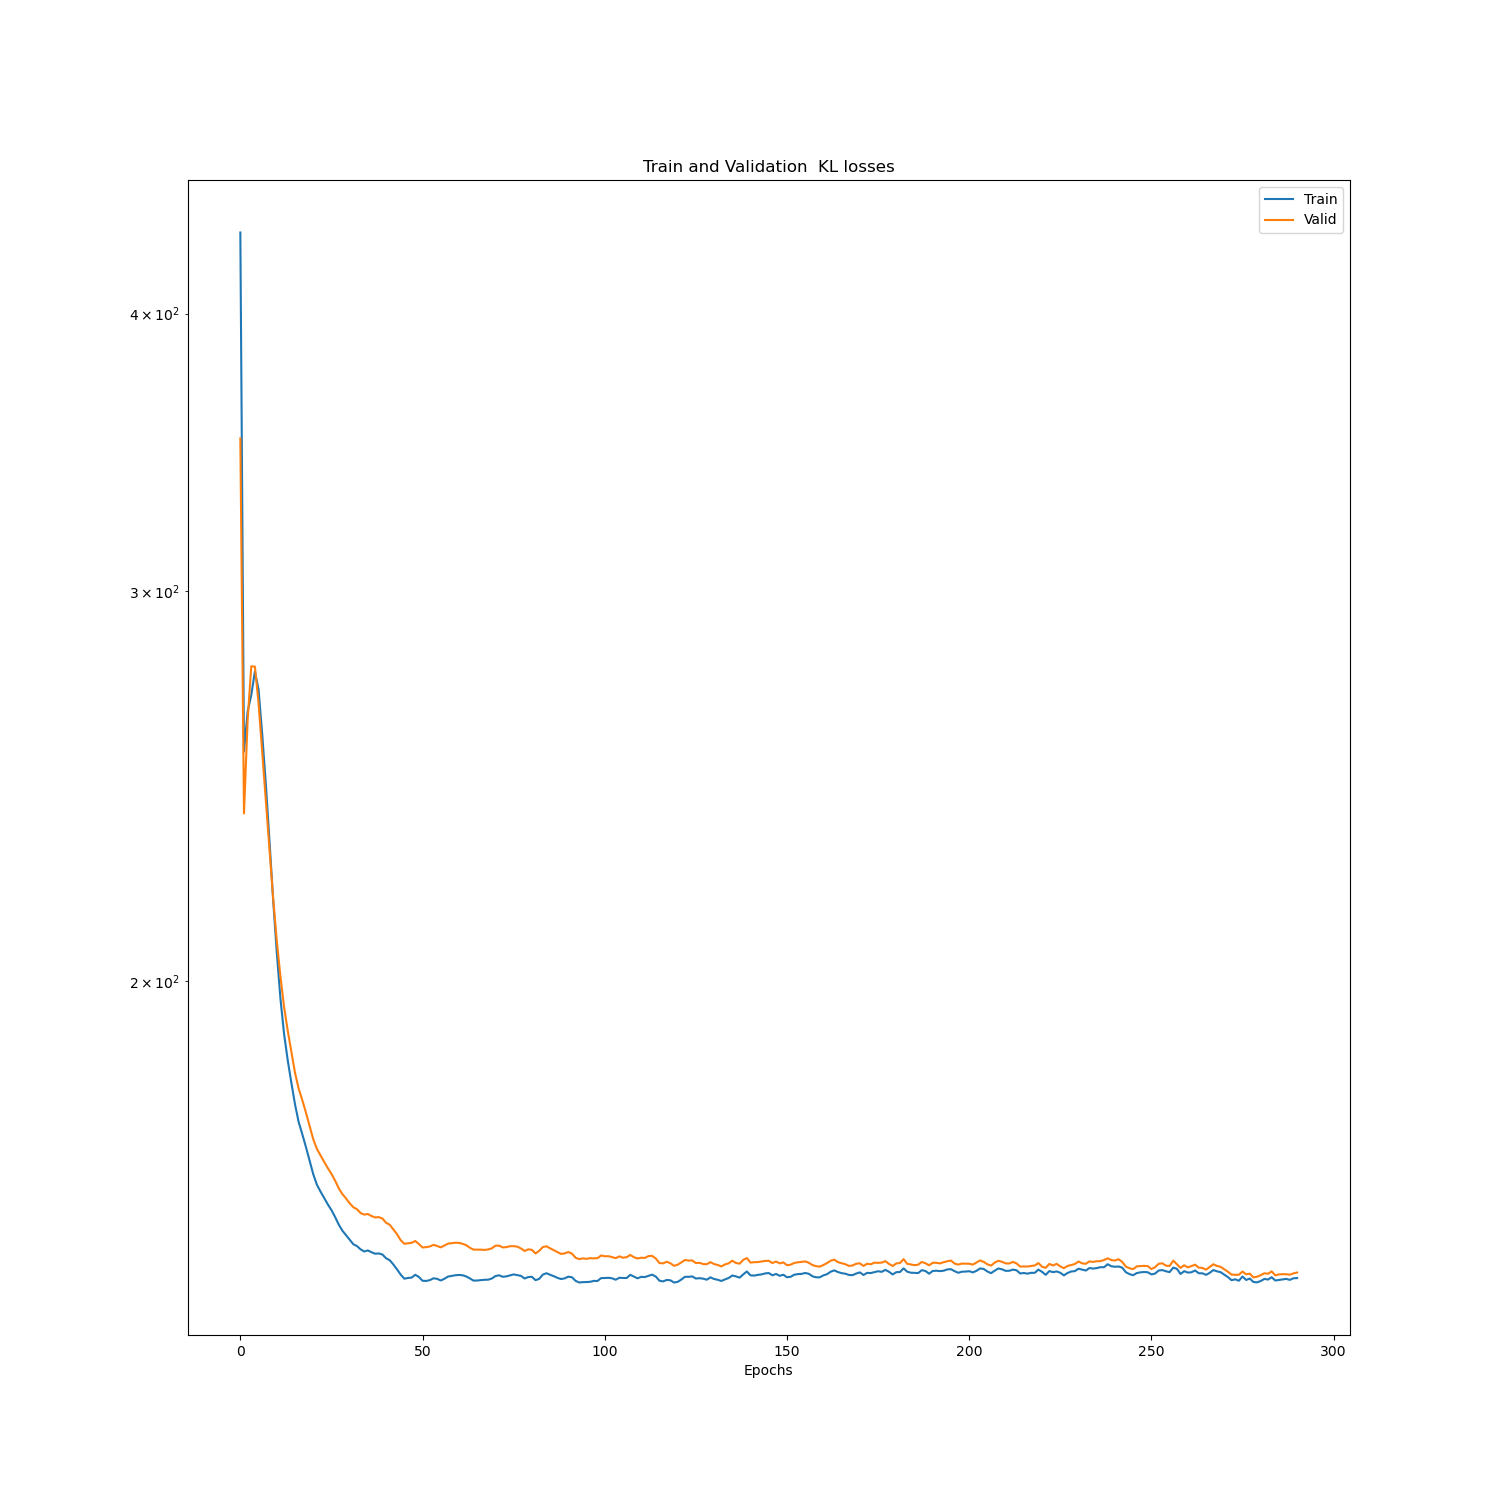 Train and Validation  KL losses
Train
Valid
4 × 10²
3 × 10²
2 × 10²
0 50 100 150 200 250 300
Epochs